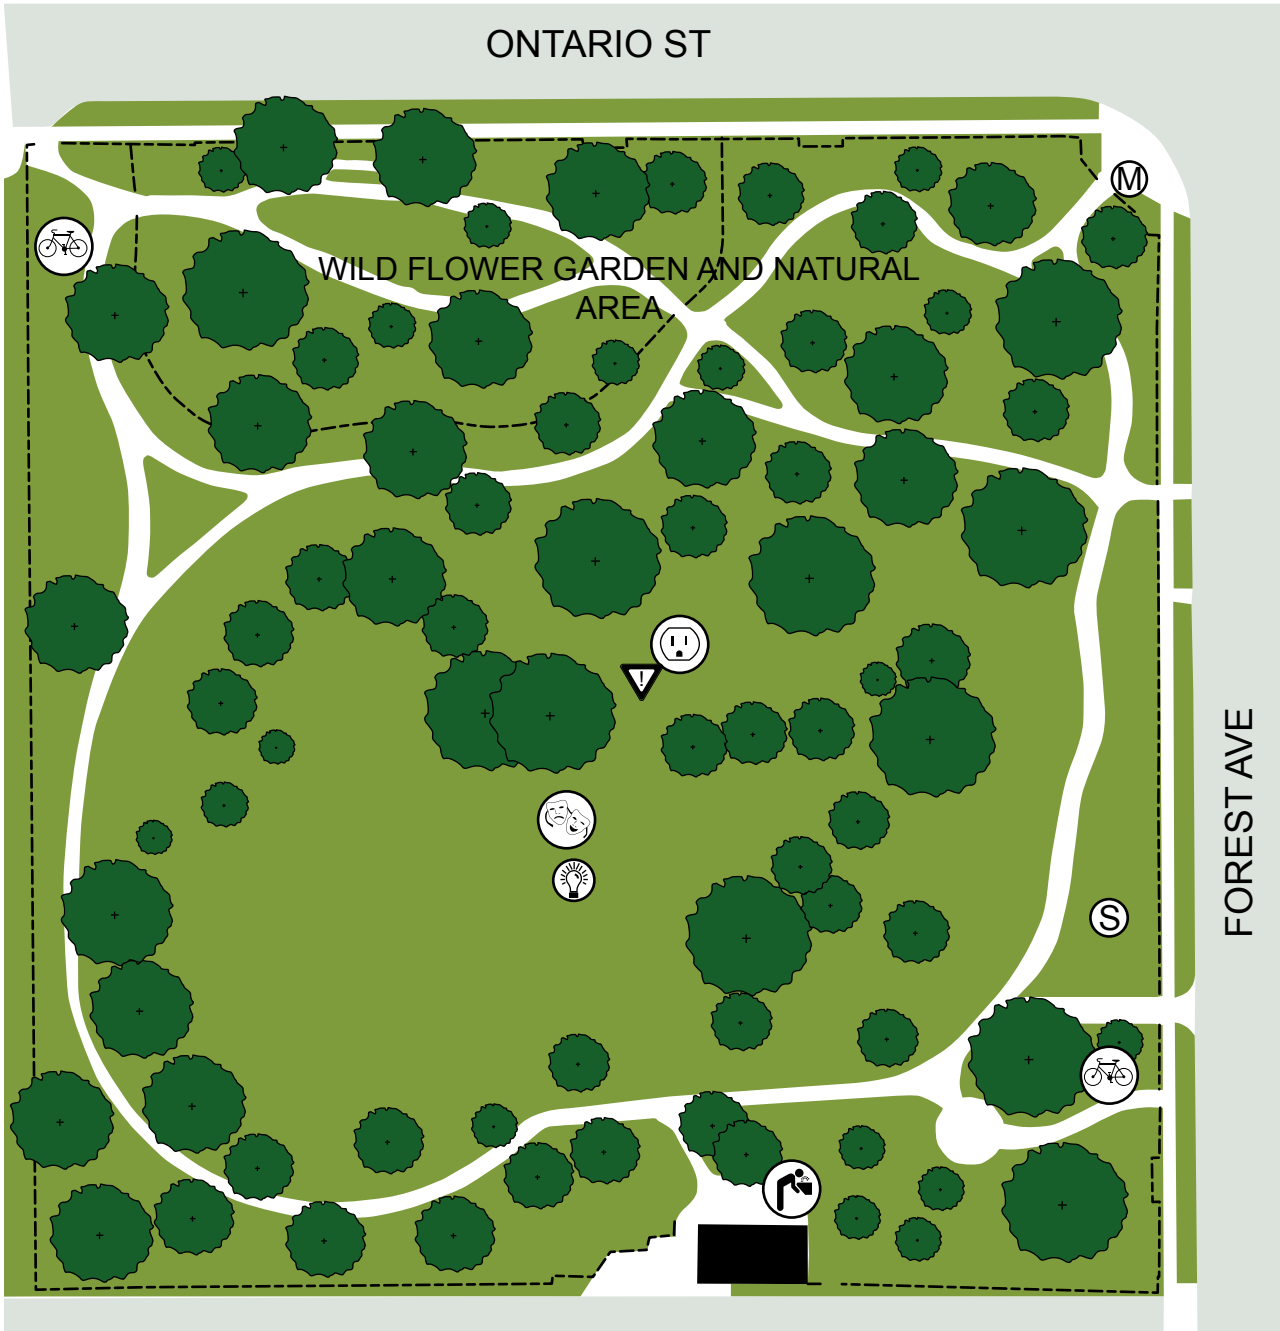 ONTARIO ST
M
WILD FLOWER GARDEN AND NATURAL
AREA
!
FOREST AVE
S